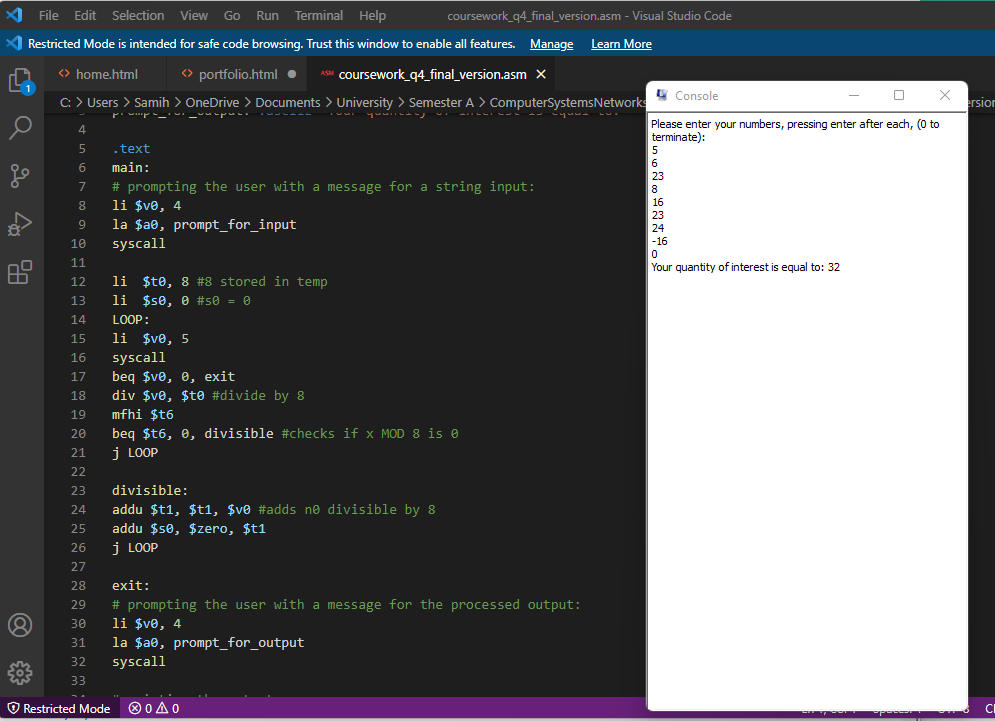 File Edit Selection View Go Run Terminal Help coursework_q4_final_version.asm - Visual Studio Code
Restricted Mode is intended for safe code browsing. Trust this window to enable all features. Manage Learn More
<> home.html <> portfolio.html ● ASM coursework_q4_final_version.asm ×
1
C: > Users > Samih > OneDrive > Documents > University > Semester A > ComputerSystemsNetworks
4
5 .text
6 main:
7 # prompting the user with a message for a string input:
8 li $v0, 4
9 la $a0, prompt_for_input
10 syscall
11
12 li  $t0, 8 #8 stored in temp
13 li  $s0, 0 #s0 = 0
14 LOOP:
15 li  $v0, 5
16 syscall
17 beq $v0, 0, exit
18 div $v0, $t0 #divide by 8
19 mfhi $t6
20 beq $t6, 0, divisible #checks if x MOD 8 is 0
21 j LOOP
22
23 divisible:
24 addu $t1, $t1, $v0 #adds n0 divisible by 8
25 addu $s0, $zero, $t1
26 j LOOP
27
28 exit:
29 # prompting the user with a message for the processed output:
30 li $v0, 4
31 la $a0, prompt_for_output
32 syscall
33
Restricted Mode 0 0
Console
Please enter your numbers, pressing enter after each, (0 to
terminate):
5
6
23
8
16
23
24
-16
0
Your quantity of interest is equal to: 32